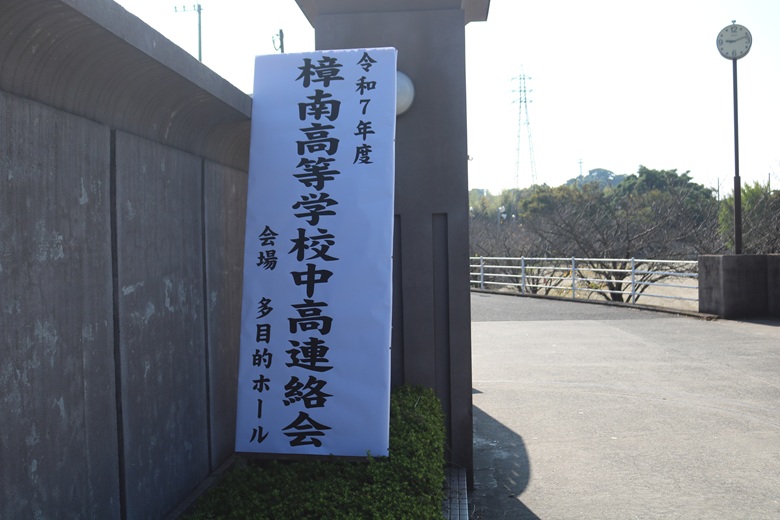 令和7年度
樟南高等学校中高連絡会
会場 多目的ホール